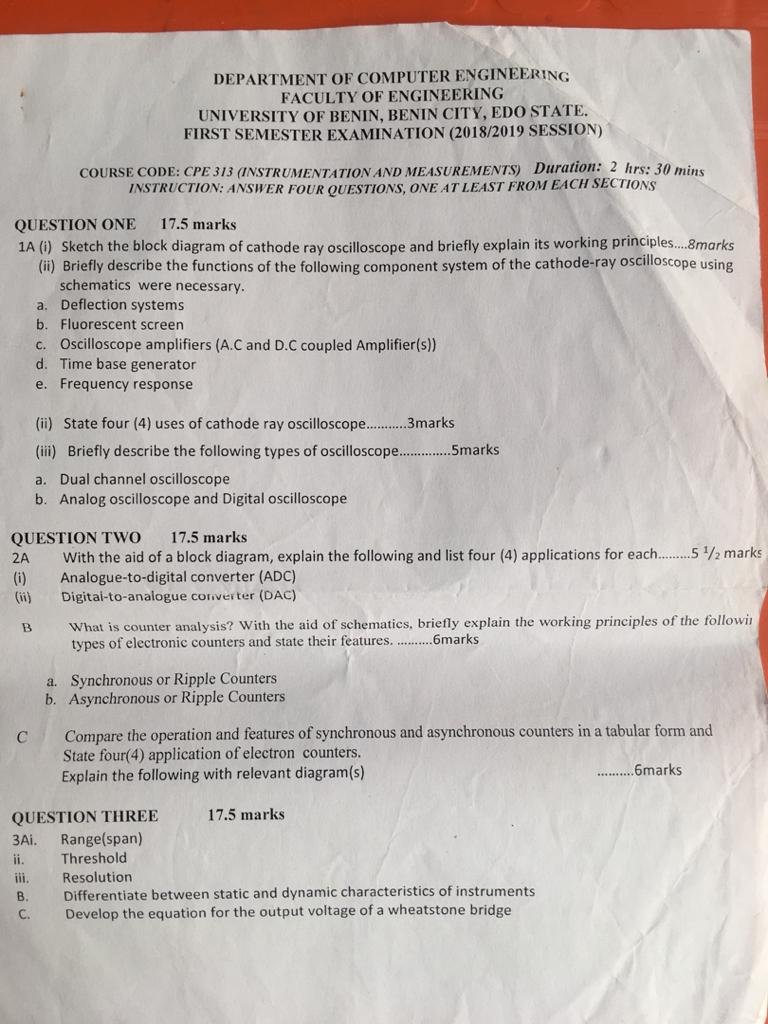 DEPARTMENT OF COMPUTER ENGINEERING
FACULTY OF ENGINEERING
UNIVERSITY OF BENIN, BENIN CITY, EDO STATE.
FIRST SEMESTER EXAMINATION (2018/2019 SESSION)
COURSE CODE: CPE 313 (INSTRUMENTATION AND MEASUREMENTS) Duration: 2 hrs: 30 mins
INSTRUCTION: ANSWER FOUR QUESTIONS, ONE AT LEAST FROM EACH SECTIONS
QUESTION ONE 17.5 marks
1A (i) Sketch the block diagram of cathode ray oscilloscope and briefly explain its working principles....8marks
(ii) Briefly describe the functions of the following component system of the cathode-ray oscilloscope using
schematics were necessary.
a. Deflection systems
b. Fluorescent screen
c. Oscilloscope amplifiers (A.C and D.C coupled Amplifier(s))
d. Time base generator
e. Frequency response
(ii) State four (4) uses of cathode ray oscilloscope...........3marks
(iii) Briefly describe the following types of oscilloscope..............5marks
a. Dual channel oscilloscope
b. Analog oscilloscope and Digital oscilloscope
QUESTION TWO 17.5 marks
2A With the aid of a block diagram, explain the following and list four (4) applications for each.........5 1/2 marks
(i) Analogue-to-digital converter (ADC)
(ii) Digital-to-analogue converter (DAC)
B What is counter analysis? With the aid of schematics, briefly explain the working principles of the followin
types of electronic counters and state their features. ..........6marks
a. Synchronous or Ripple Counters
b. Asynchronous or Ripple Counters
C Compare the operation and features of synchronous and asynchronous counters in a tabular form and
State four(4) application of electron counters.
Explain the following with relevant diagram(s) ..........6marks
QUESTION THREE 17.5 marks
3Ai. Range(span)
ii. Threshold
iii. Resolution
B. Differentiate between static and dynamic characteristics of instruments
C. Develop the equation for the output voltage of a wheatstone bridge